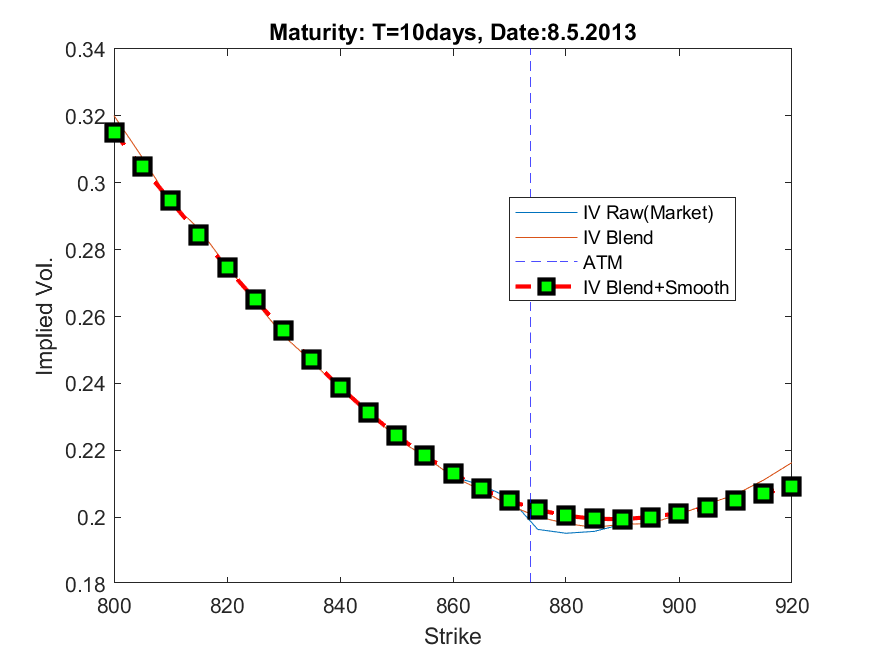 Maturity: T=10days, Date:8.5.2013
0.34
0.32
0.3
0.28
0.26
0.24
0.22
0.2
0.18
Implied Vol.
IV Raw(Market)
IV Blend
ATM
IV Blend+Smooth
800 820 840 860 880 900 920
Strike